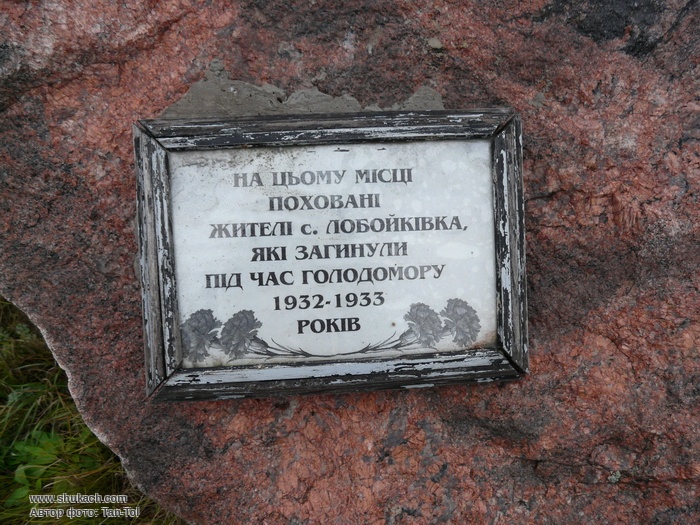 НА ЦЬОМУ МІСЦІ
ПОХОВАНІ
ЖИТЕЛІ с. ЛОБОЙКІВКА,
ЯКІ ЗАГИНУЛИ
ПІД ЧАС ГОЛОДОМОРУ
1932-1933
РОКІВ
www.shukach.com
Автор фото: Tan-Tol